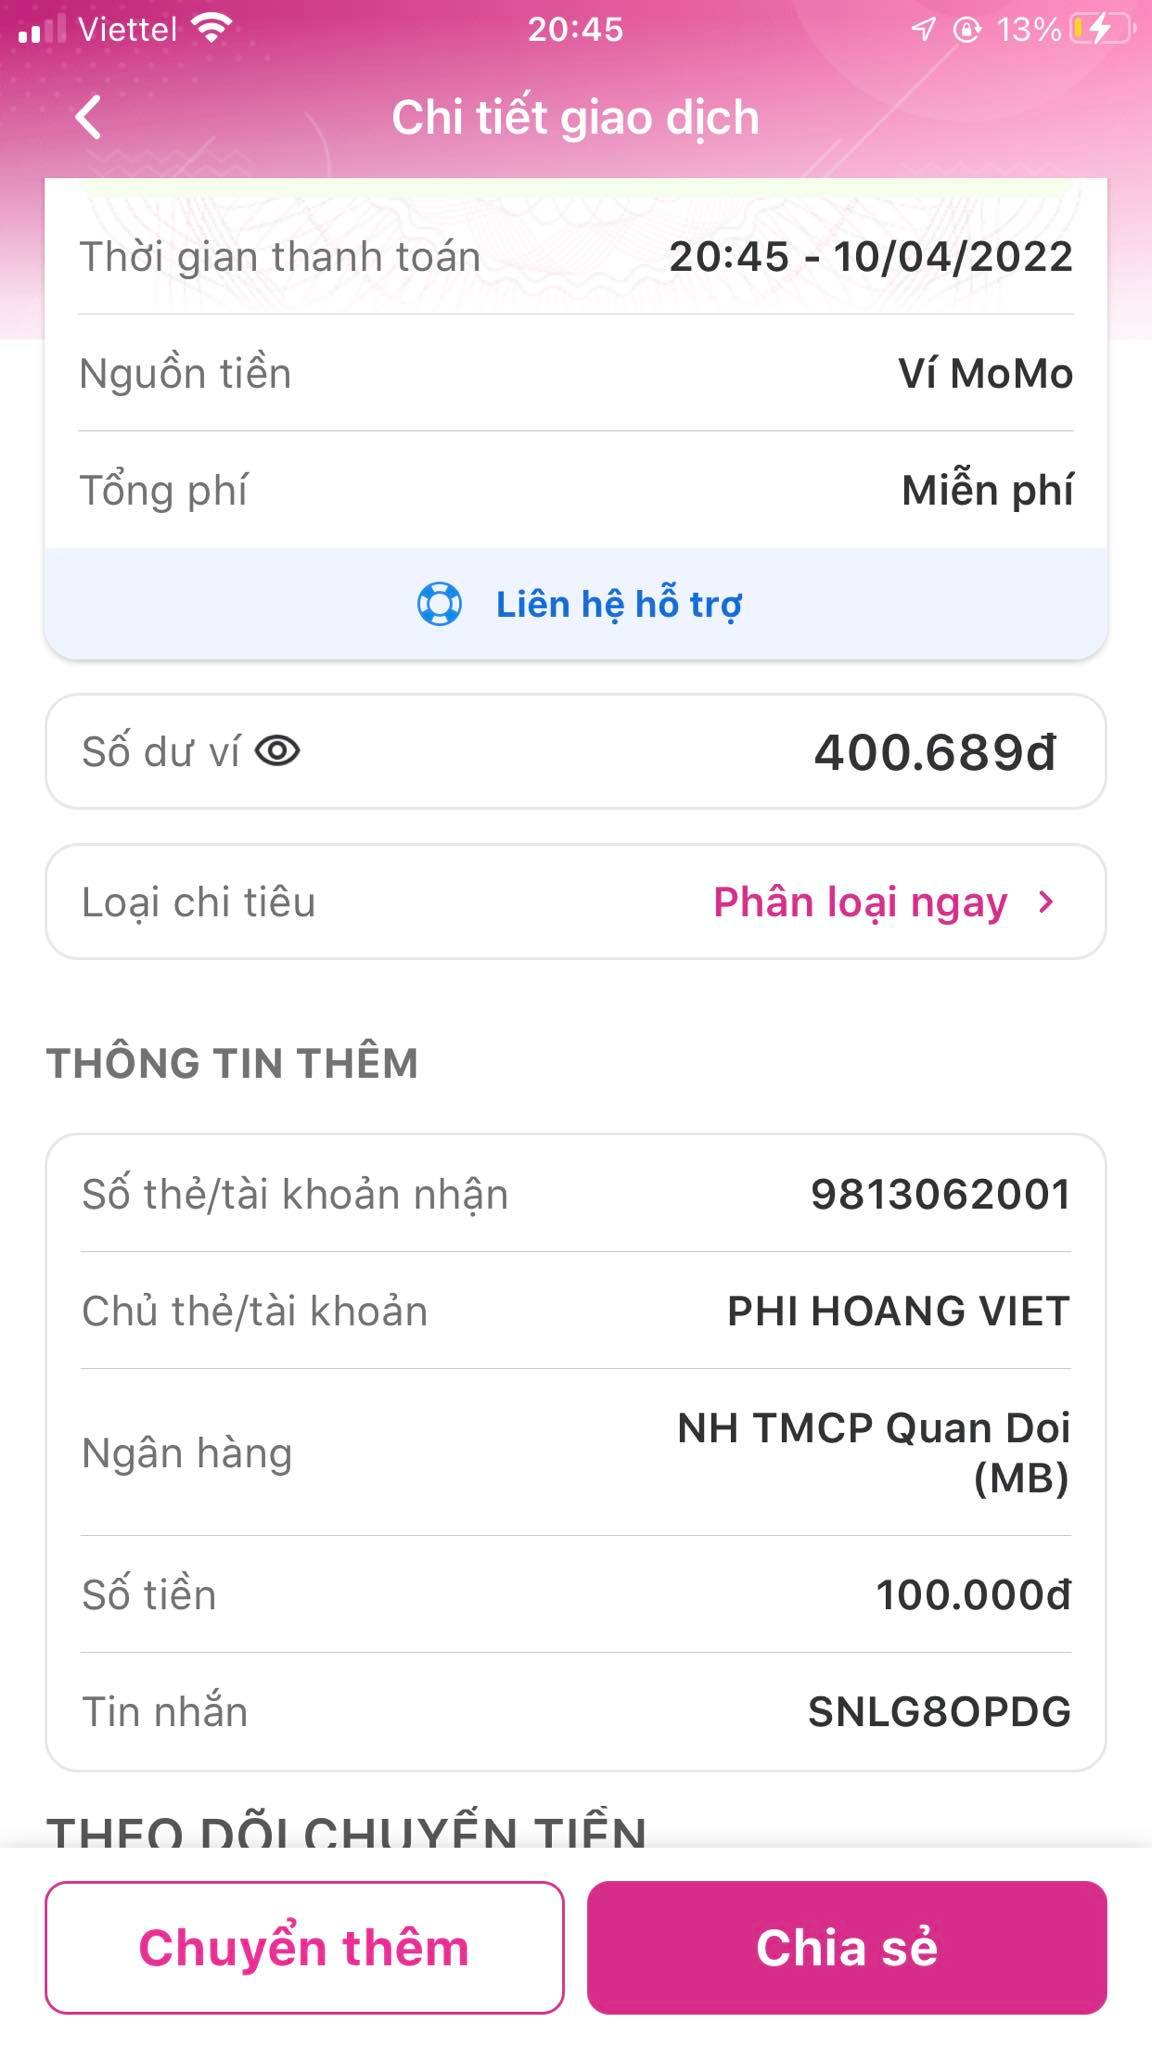 Viettel 20:45 13%
Chi tiết giao dịch
Thời gian thanh toán 20:45 - 10/04/2022
Nguồn tiền Ví MoMo
Tổng phí Miễn phí
Liên hệ hỗ trợ
Số dư ví 400.689đ
Loại chi tiêu Phân loại ngay
THÔNG TIN THÊM
Số thẻ/tài khoản nhận 9813062001
Chủ thẻ/tài khoản PHI HOANG VIET
Ngân hàng NH TMCP Quan Doi
(MB)
Số tiền 100.000đ
Tin nhắn SNLG8OPDG
THEO DÕI CHUYỂN TIỀN
Chuyển thêm Chia sẻ